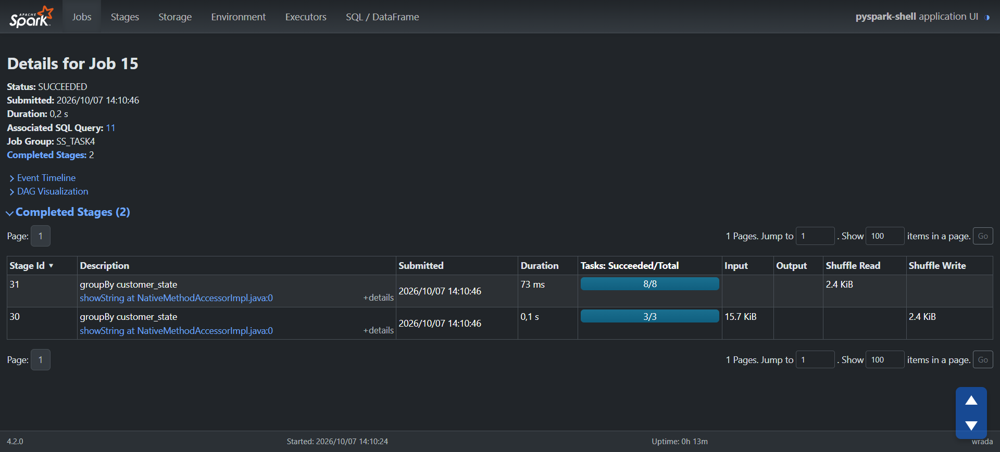 APACHE
Spark™
Jobs Stages Storage Environment Executors SQL / DataFrame pyspark-shell application UI
Details for Job 15
Status: SUCCEEDED
Submitted: 2026/10/07 14:10:46
Duration: 0,2 s
Associated SQL Query: 11
Job Group: SS_TASK4
Completed Stages: 2
Event Timeline
DAG Visualization
Completed Stages (2)
Page: 1 1 Pages. Jump to 1 . Show 100 items in a page. Go
Stage Id ▾ Description Submitted Duration Tasks: Succeeded/Total Input Output Shuffle Read Shuffle Write
31 groupBy customer_state 2026/10/07 14:10:46 73 ms 8/8 2.4 KiB
showString at NativeMethodAccessorImpl.java:0 +details
30 groupBy customer_state 2026/10/07 14:10:46 0,1 s 3/3 15.7 KiB 2.4 KiB
showString at NativeMethodAccessorImpl.java:0 +details
Page: 1 1 Pages. Jump to 1 . Show 100 items in a page. Go
4.2.0 Started: 2026/10/07 14:10:24 Uptime: 0h 13m wrada